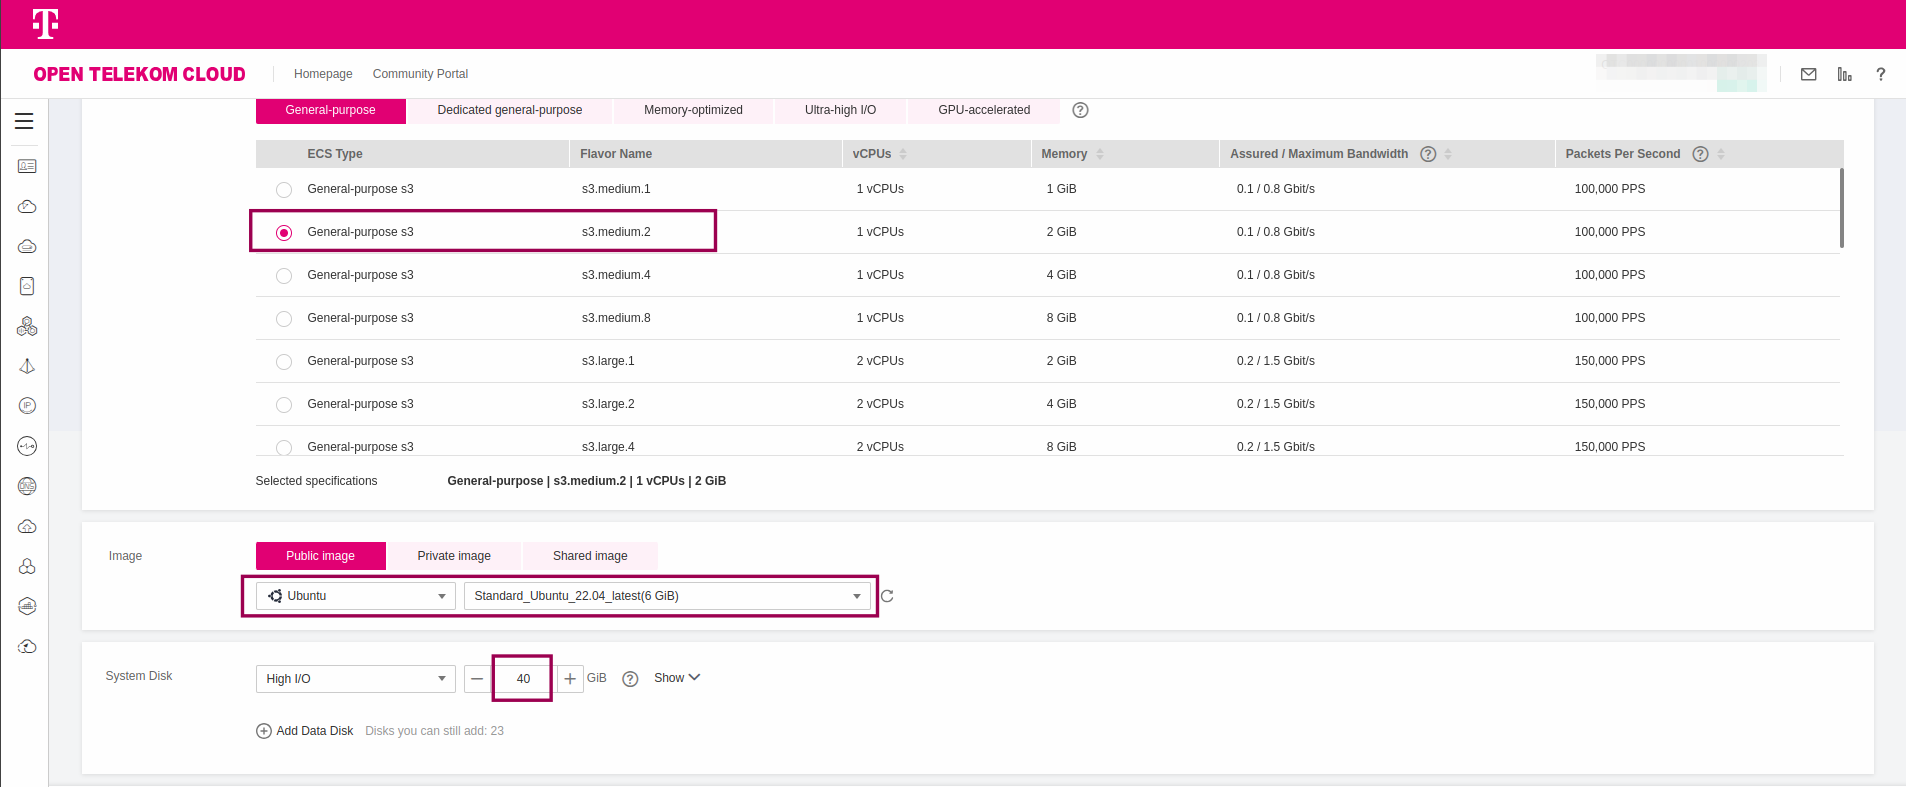 T
OPEN TELEKOM CLOUD Homepage Community Portal ?
General-purpose Dedicated general-purpose Memory-optimized Ultra-high I/O GPU-accelerated ?
ECS Type Flavor Name vCPUs Memory Assured / Maximum Bandwidth ? Packets Per Second ?
General-purpose s3 s3.medium.1 1 vCPUs 1 GiB 0.1 / 0.8 Gbit/s 100,000 PPS
General-purpose s3 s3.medium.2 1 vCPUs 2 GiB 0.1 / 0.8 Gbit/s 100,000 PPS
General-purpose s3 s3.medium.4 1 vCPUs 4 GiB 0.1 / 0.8 Gbit/s 100,000 PPS
General-purpose s3 s3.medium.8 1 vCPUs 8 GiB 0.1 / 0.8 Gbit/s 100,000 PPS
General-purpose s3 s3.large.1 2 vCPUs 2 GiB 0.2 / 1.5 Gbit/s 150,000 PPS
General-purpose s3 s3.large.2 2 vCPUs 4 GiB 0.2 / 1.5 Gbit/s 150,000 PPS
General-purpose s3 s3.large.4 2 vCPUs 8 GiB 0.2 / 1.5 Gbit/s 150,000 PPS
IP
DNS
Selected specifications General-purpose | s3.medium.2 | 1 vCPUs | 2 GiB
Image Public image Private image Shared image
Ubuntu Standard_Ubuntu_22.04_latest(6 GiB)
System Disk High I/O − 40 + GiB ? Show
Add Data Disk Disks you can still add: 23